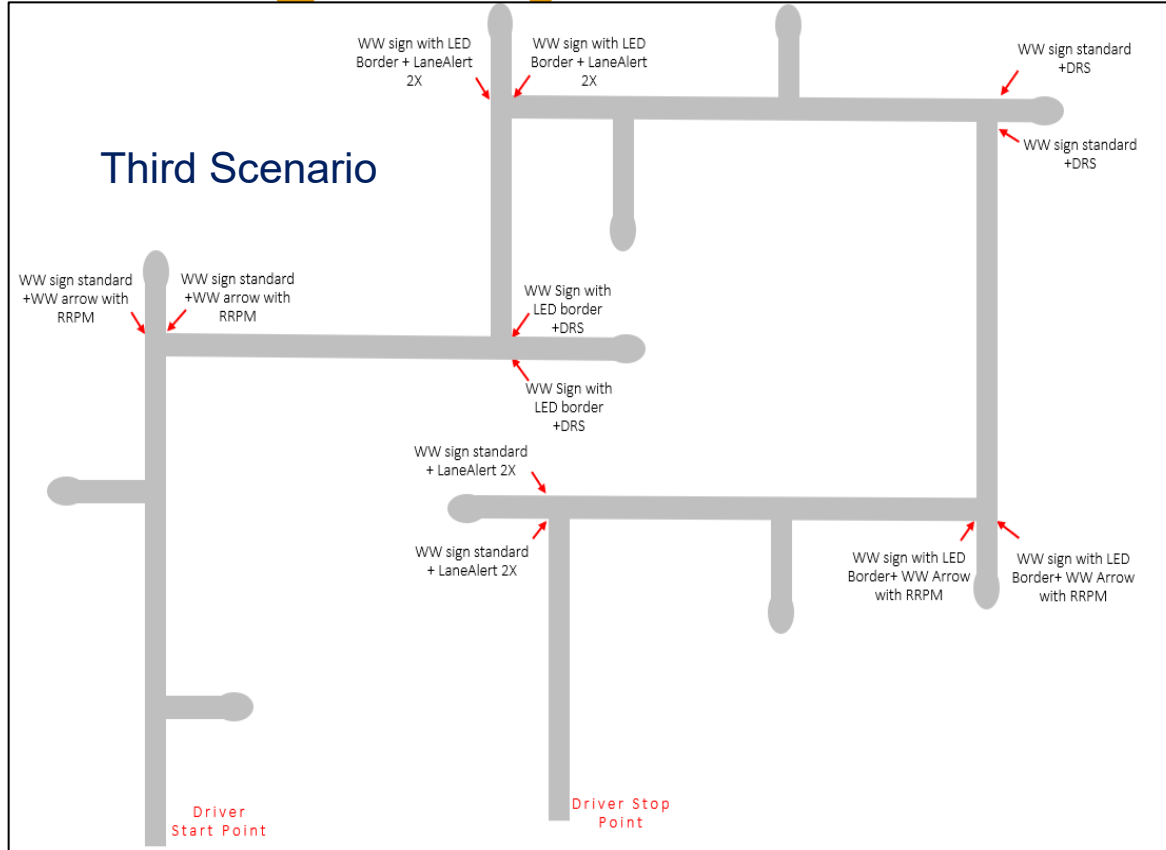 WW sign with LED
Border + LaneAlert
2X
WW sign with LED
Border + LaneAlert
2X
WW sign standard
+DRS
WW sign standard
+DRS
Third Scenario
WW sign standard
+WW arrow with
RRPM
WW sign standard
+WW arrow with
RRPM
WW Sign with
LED border
+DRS
WW Sign with
LED border
+DRS
WW sign standard
+ LaneAlert 2X
WW sign standard
+ LaneAlert 2X
WW sign with LED
Border+ WW Arrow
with RRPM
WW sign with LED
Border+ WW Arrow
with RRPM
Driver
Start Point
Driver Stop
Point